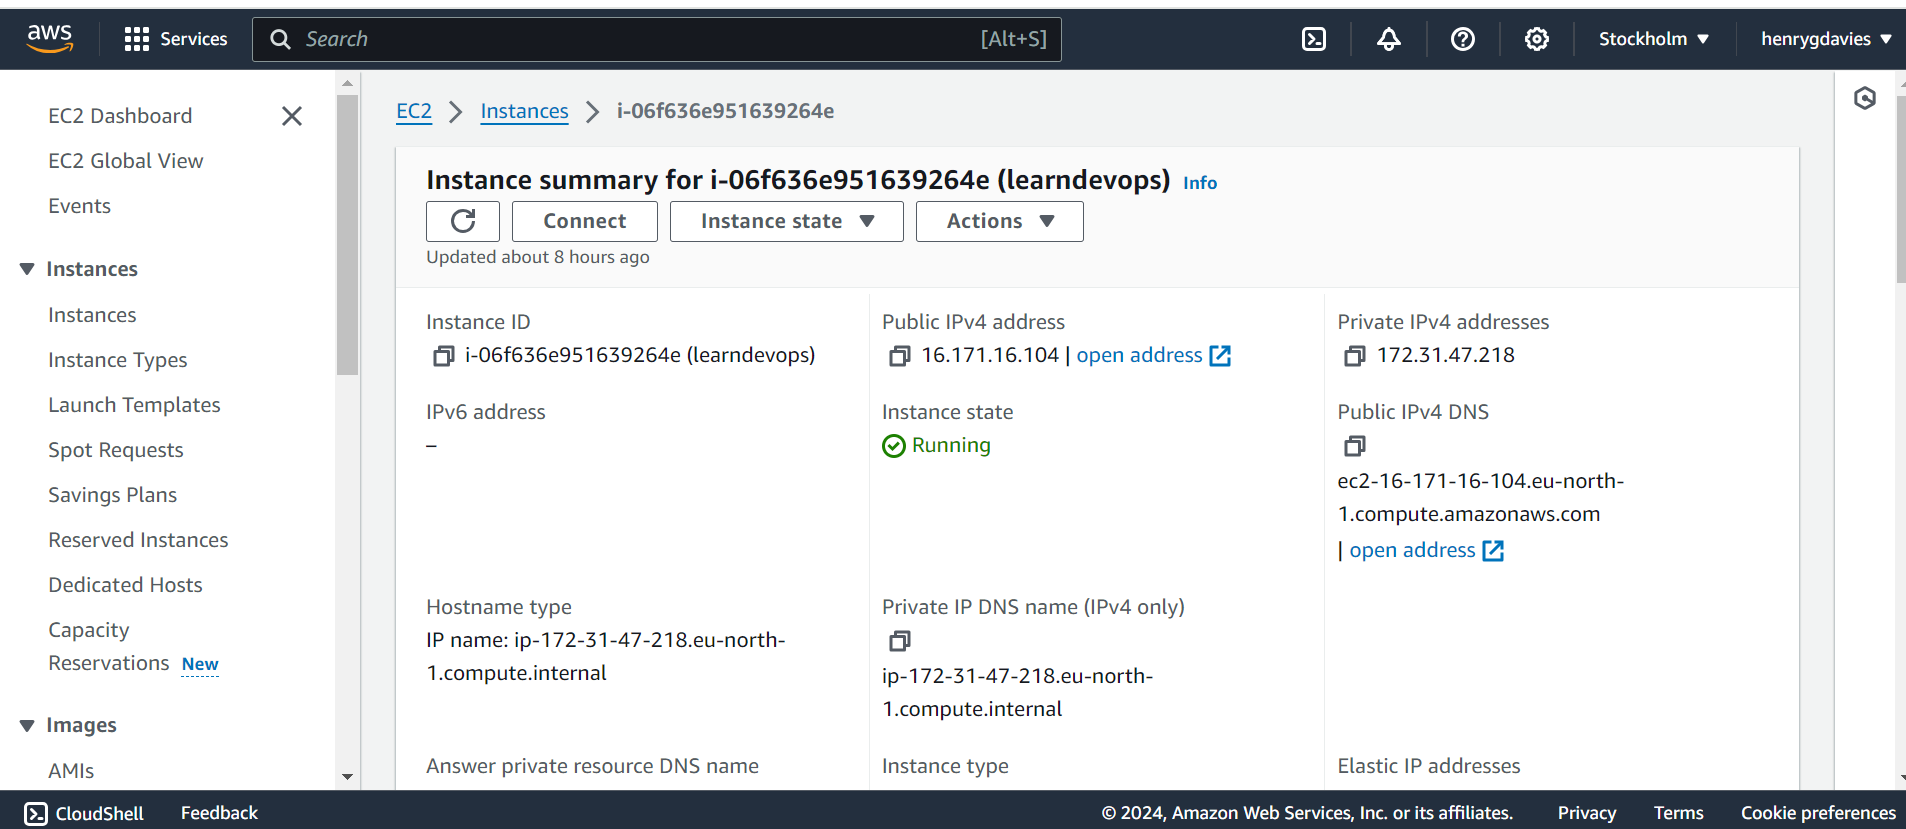 aws
Services
Search [Alt+S]
Stockholm
henrygdavies
EC2 Dashboard
EC2 Global View
Events
Instances
Instances
Instance Types
Launch Templates
Spot Requests
Savings Plans
Reserved Instances
Dedicated Hosts
Capacity
Reservations New
Images
AMIs
EC2 > Instances > i-06f636e951639264e
Instance summary for i-06f636e951639264e (learndevops) Info
Connect
Instance state
Actions
Updated about 8 hours ago
Instance ID
i-06f636e951639264e (learndevops)
Public IPv4 address
16.171.16.104 | open address
Private IPv4 addresses
172.31.47.218
IPv6 address
–
Instance state
Running
Public IPv4 DNS
ec2-16-171-16-104.eu-north-
1.compute.amazonaws.com
| open address
Hostname type
IP name: ip-172-31-47-218.eu-north-
1.compute.internal
Private IP DNS name (IPv4 only)
ip-172-31-47-218.eu-north-
1.compute.internal
Answer private resource DNS name
Instance type
Elastic IP addresses
CloudShell
Feedback
© 2024, Amazon Web Services, Inc. or its affiliates.
Privacy
Terms
Cookie preferences